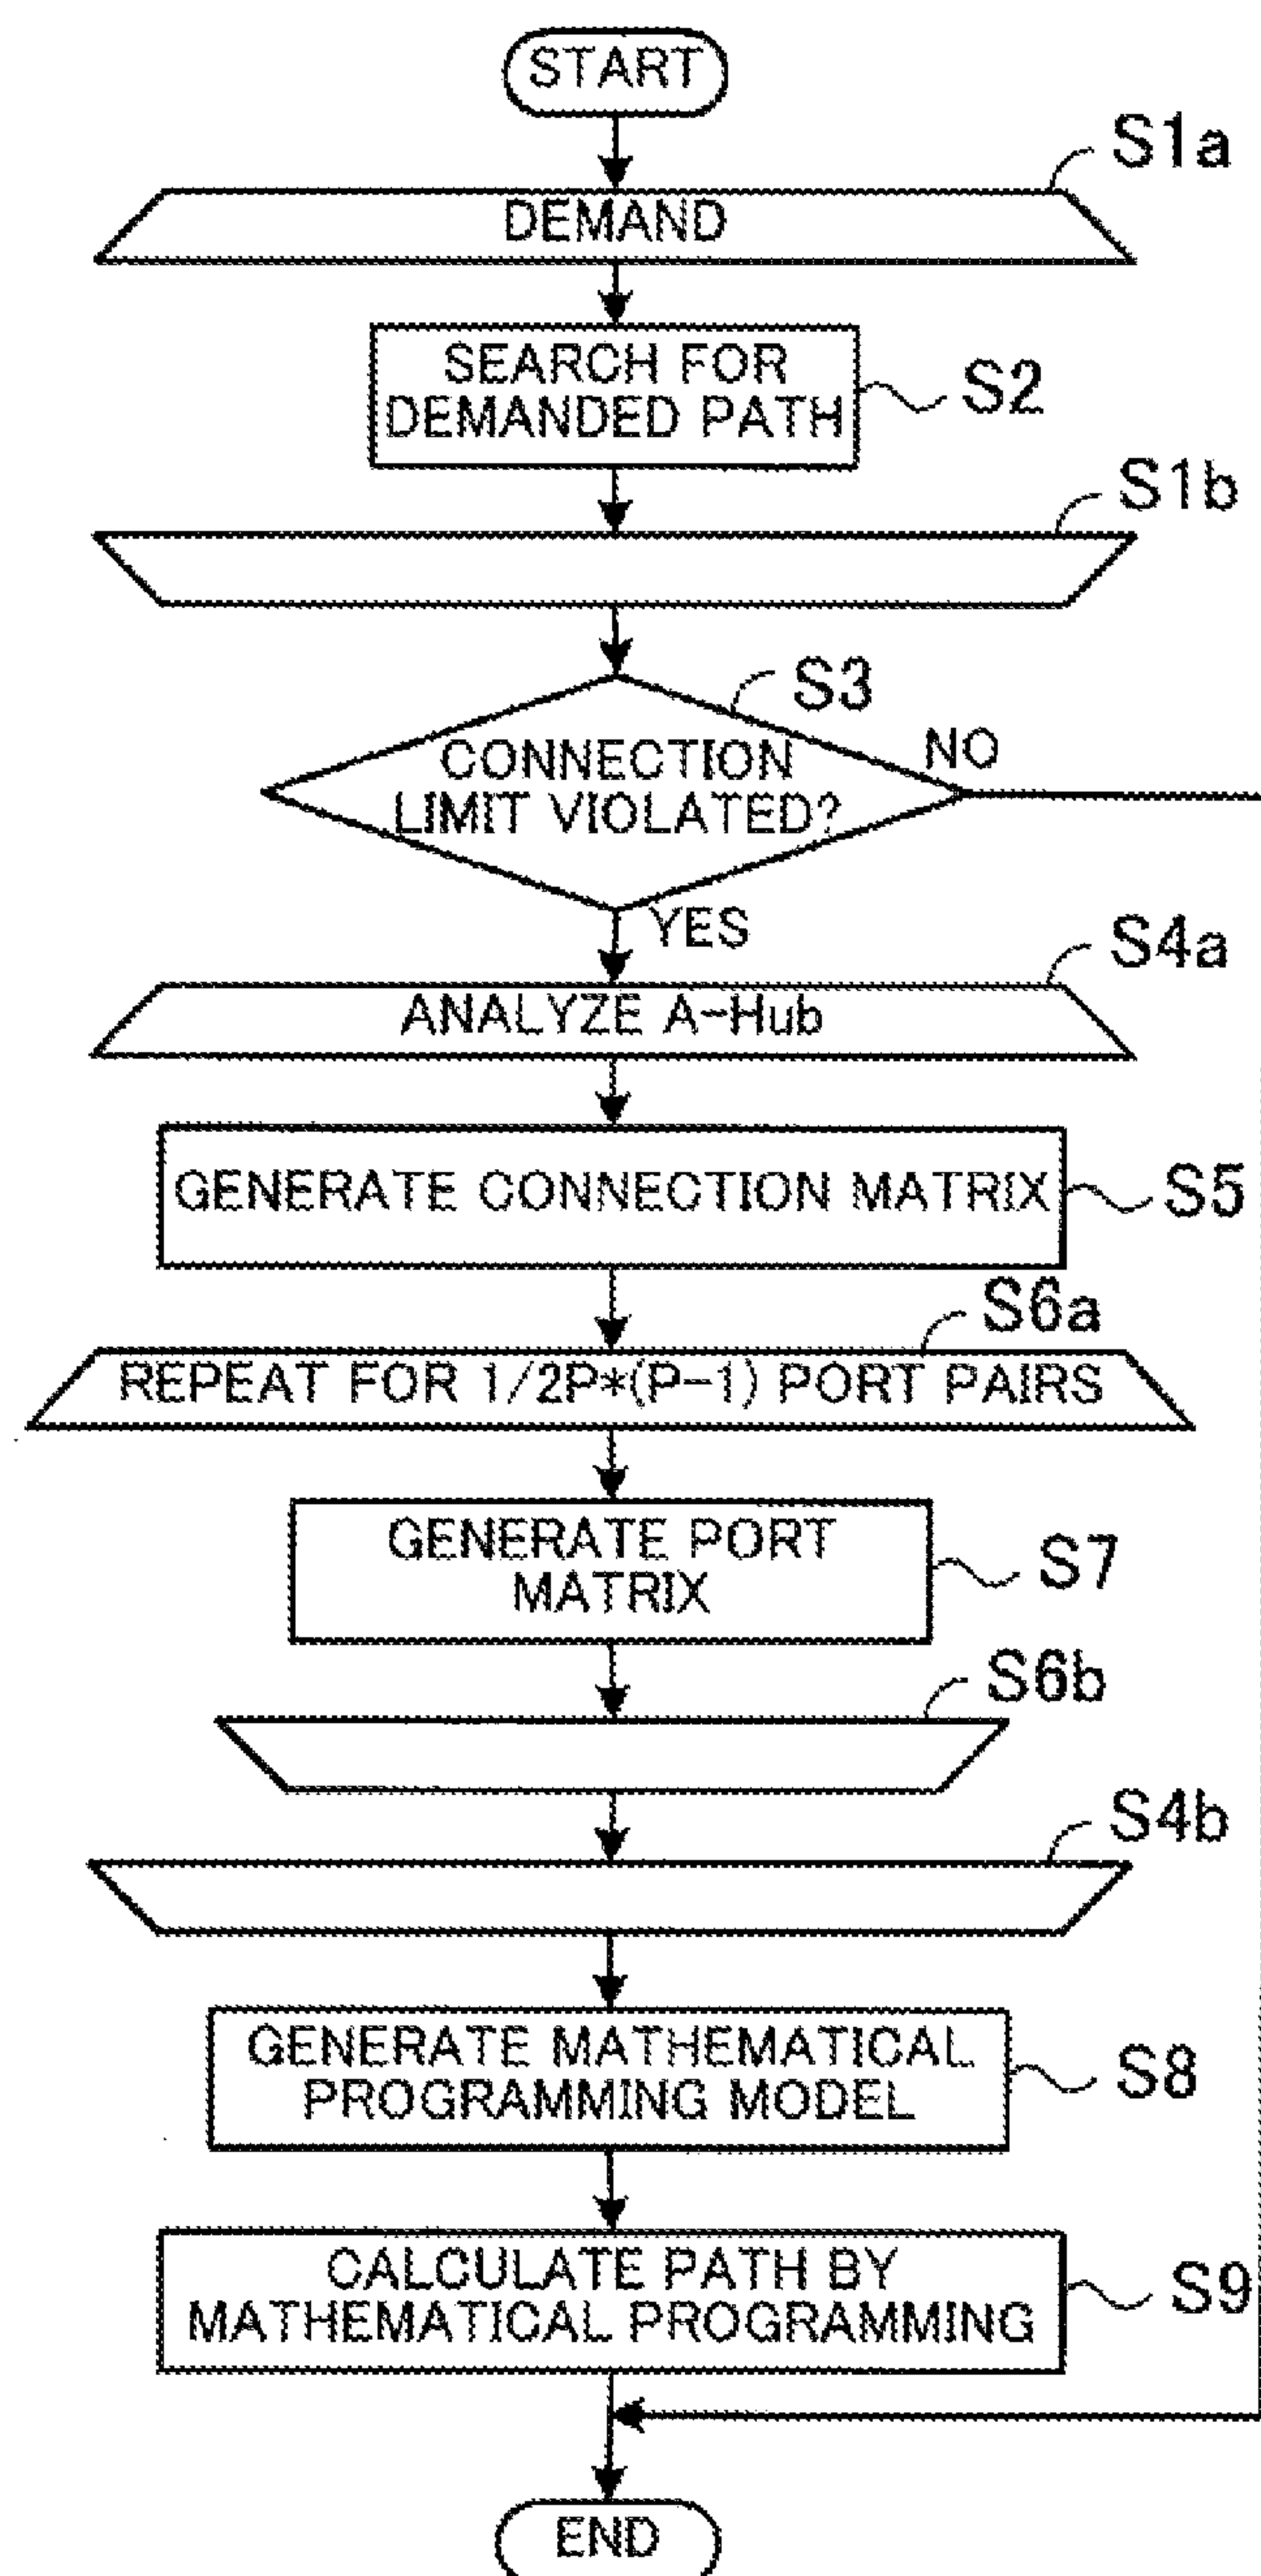 START
S1a
DEMAND
SEARCH FOR
DEMANDED PATH
S2
S1b
S3
CONNECTION
LIMIT VIOLATED?
NO
YES
S4a
ANALYZE A-Hub
GENERATE CONNECTION MATRIX
S5
S6a
REPEAT FOR 1/2P*(P-1) PORT PAIRS
GENERATE PORT
MATRIX
S7
S6b
S4b
GENERATE MATHEMATICAL
PROGRAMMING MODEL
S8
CALCULATE PATH BY
MATHEMATICAL PROGRAMMING
S9
END